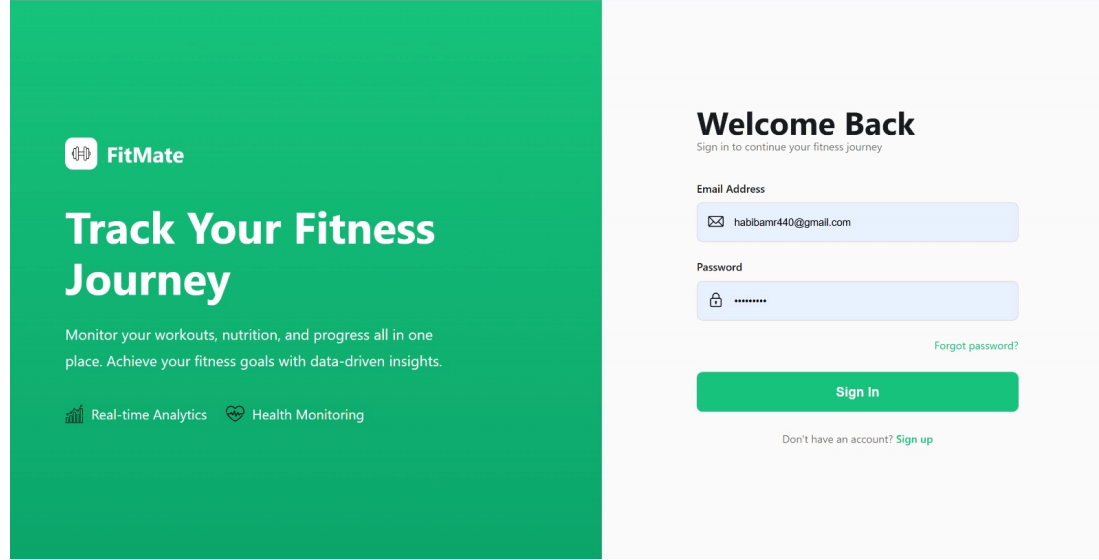 FitMate
Track Your Fitness
Journey
Monitor your workouts, nutrition, and progress all in one
place. Achieve your fitness goals with data-driven insights.
Real-time Analytics
Health Monitoring
Welcome Back
Sign in to continue your fitness journey
Email Address
habibamr440@gmail.com
Password
•••••••••
Forgot password?
Sign In
Don't have an account? Sign up